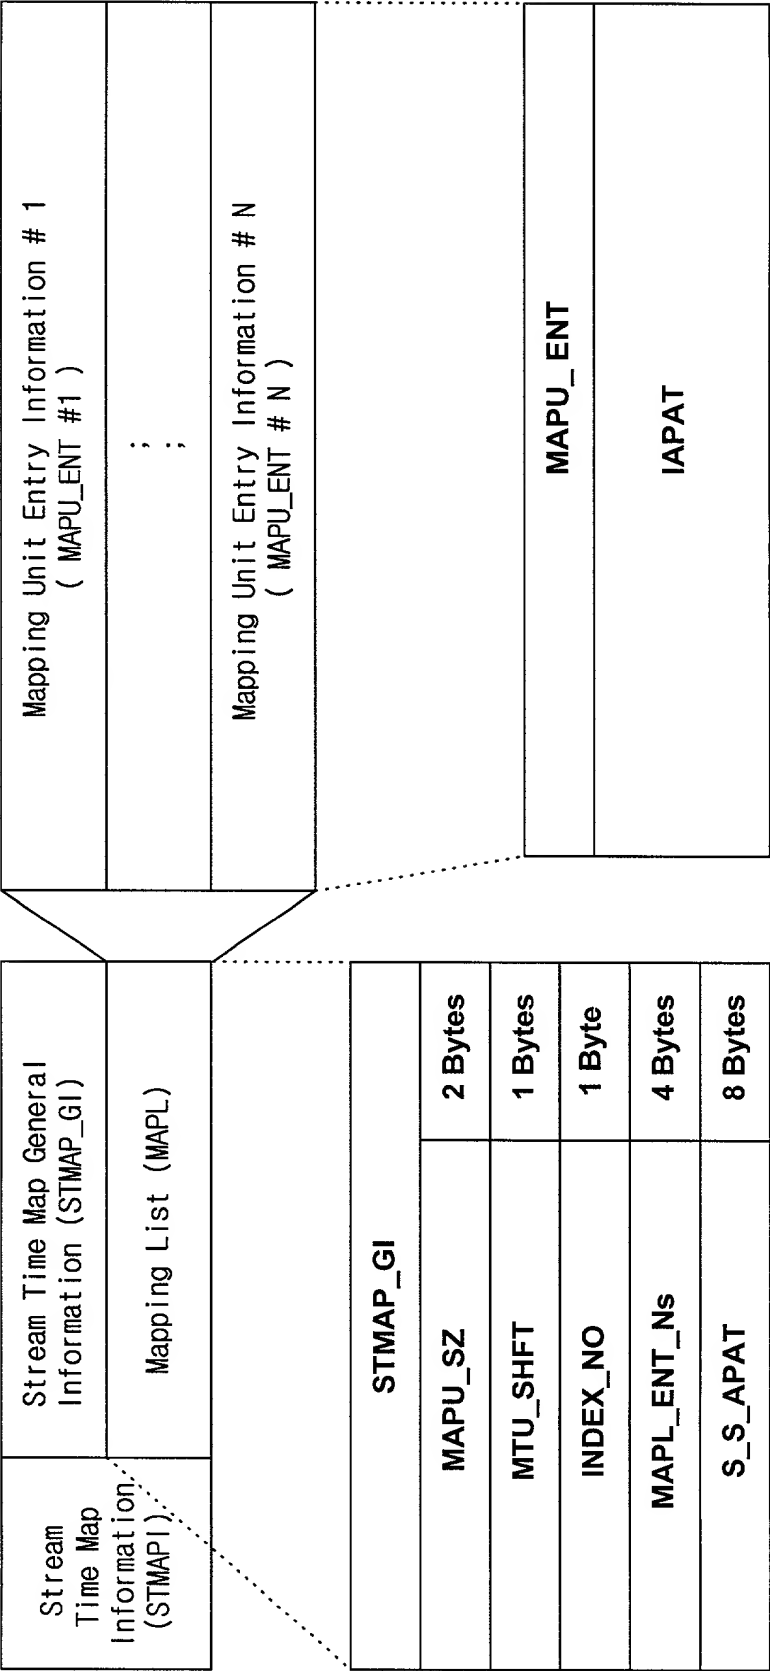 Stream
Time Map
Information
(STMAPI)
Stream Time Map General
Information (STMAP_GI)
Mapping List (MAPL)
Mapping Unit Entry Information # 1
( MAPU_ENT #1 )
;
;
Mapping Unit Entry Information # N
( MAPU_ENT # N )
STMAP_GI
MAPU_SZ 2 Bytes
MTU_SHFT 1 Bytes
INDEX_NO 1 Byte
MAPL_ENT_Ns 4 Bytes
S_S_APAT 8 Bytes
MAPU_ENT
IAPAT